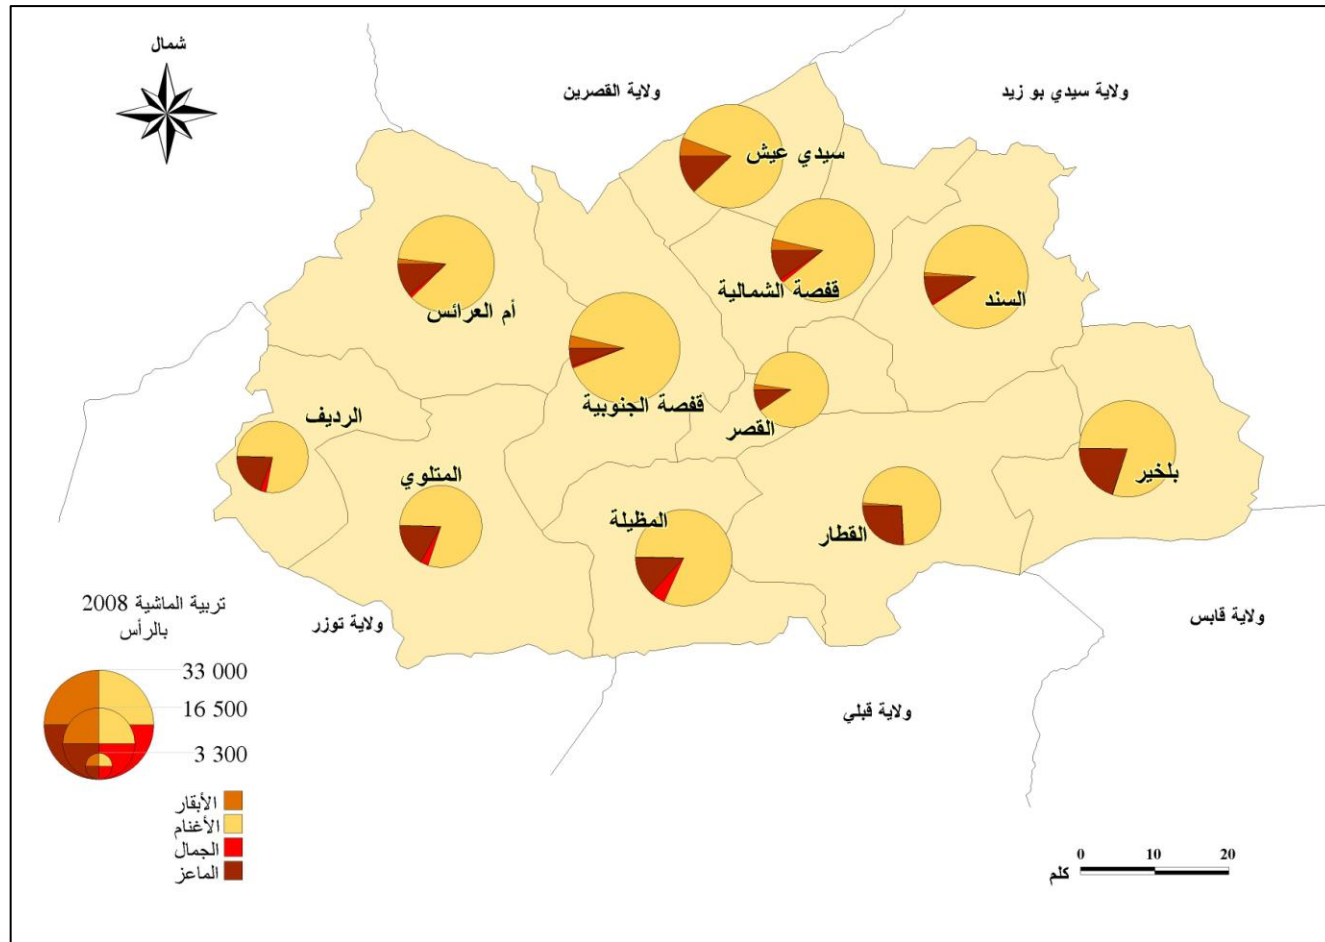 شمال
ولاية القصرين
ولاية سيدي بو زيد
سيدي عيش
قفصة الشمالية
السند
أم العرائس
قفصة الجنوبية
القصر
الرديف
المتلوي
المظيلة
القطار
بلخير
ولاية توزر
ولاية قابس
ولاية قبلي
تربية الماشية 2008
بالرأس
33 000
16 500
3 300
الأبقار
الأغنام
الجمال
الماعز
0 10 20
كلم